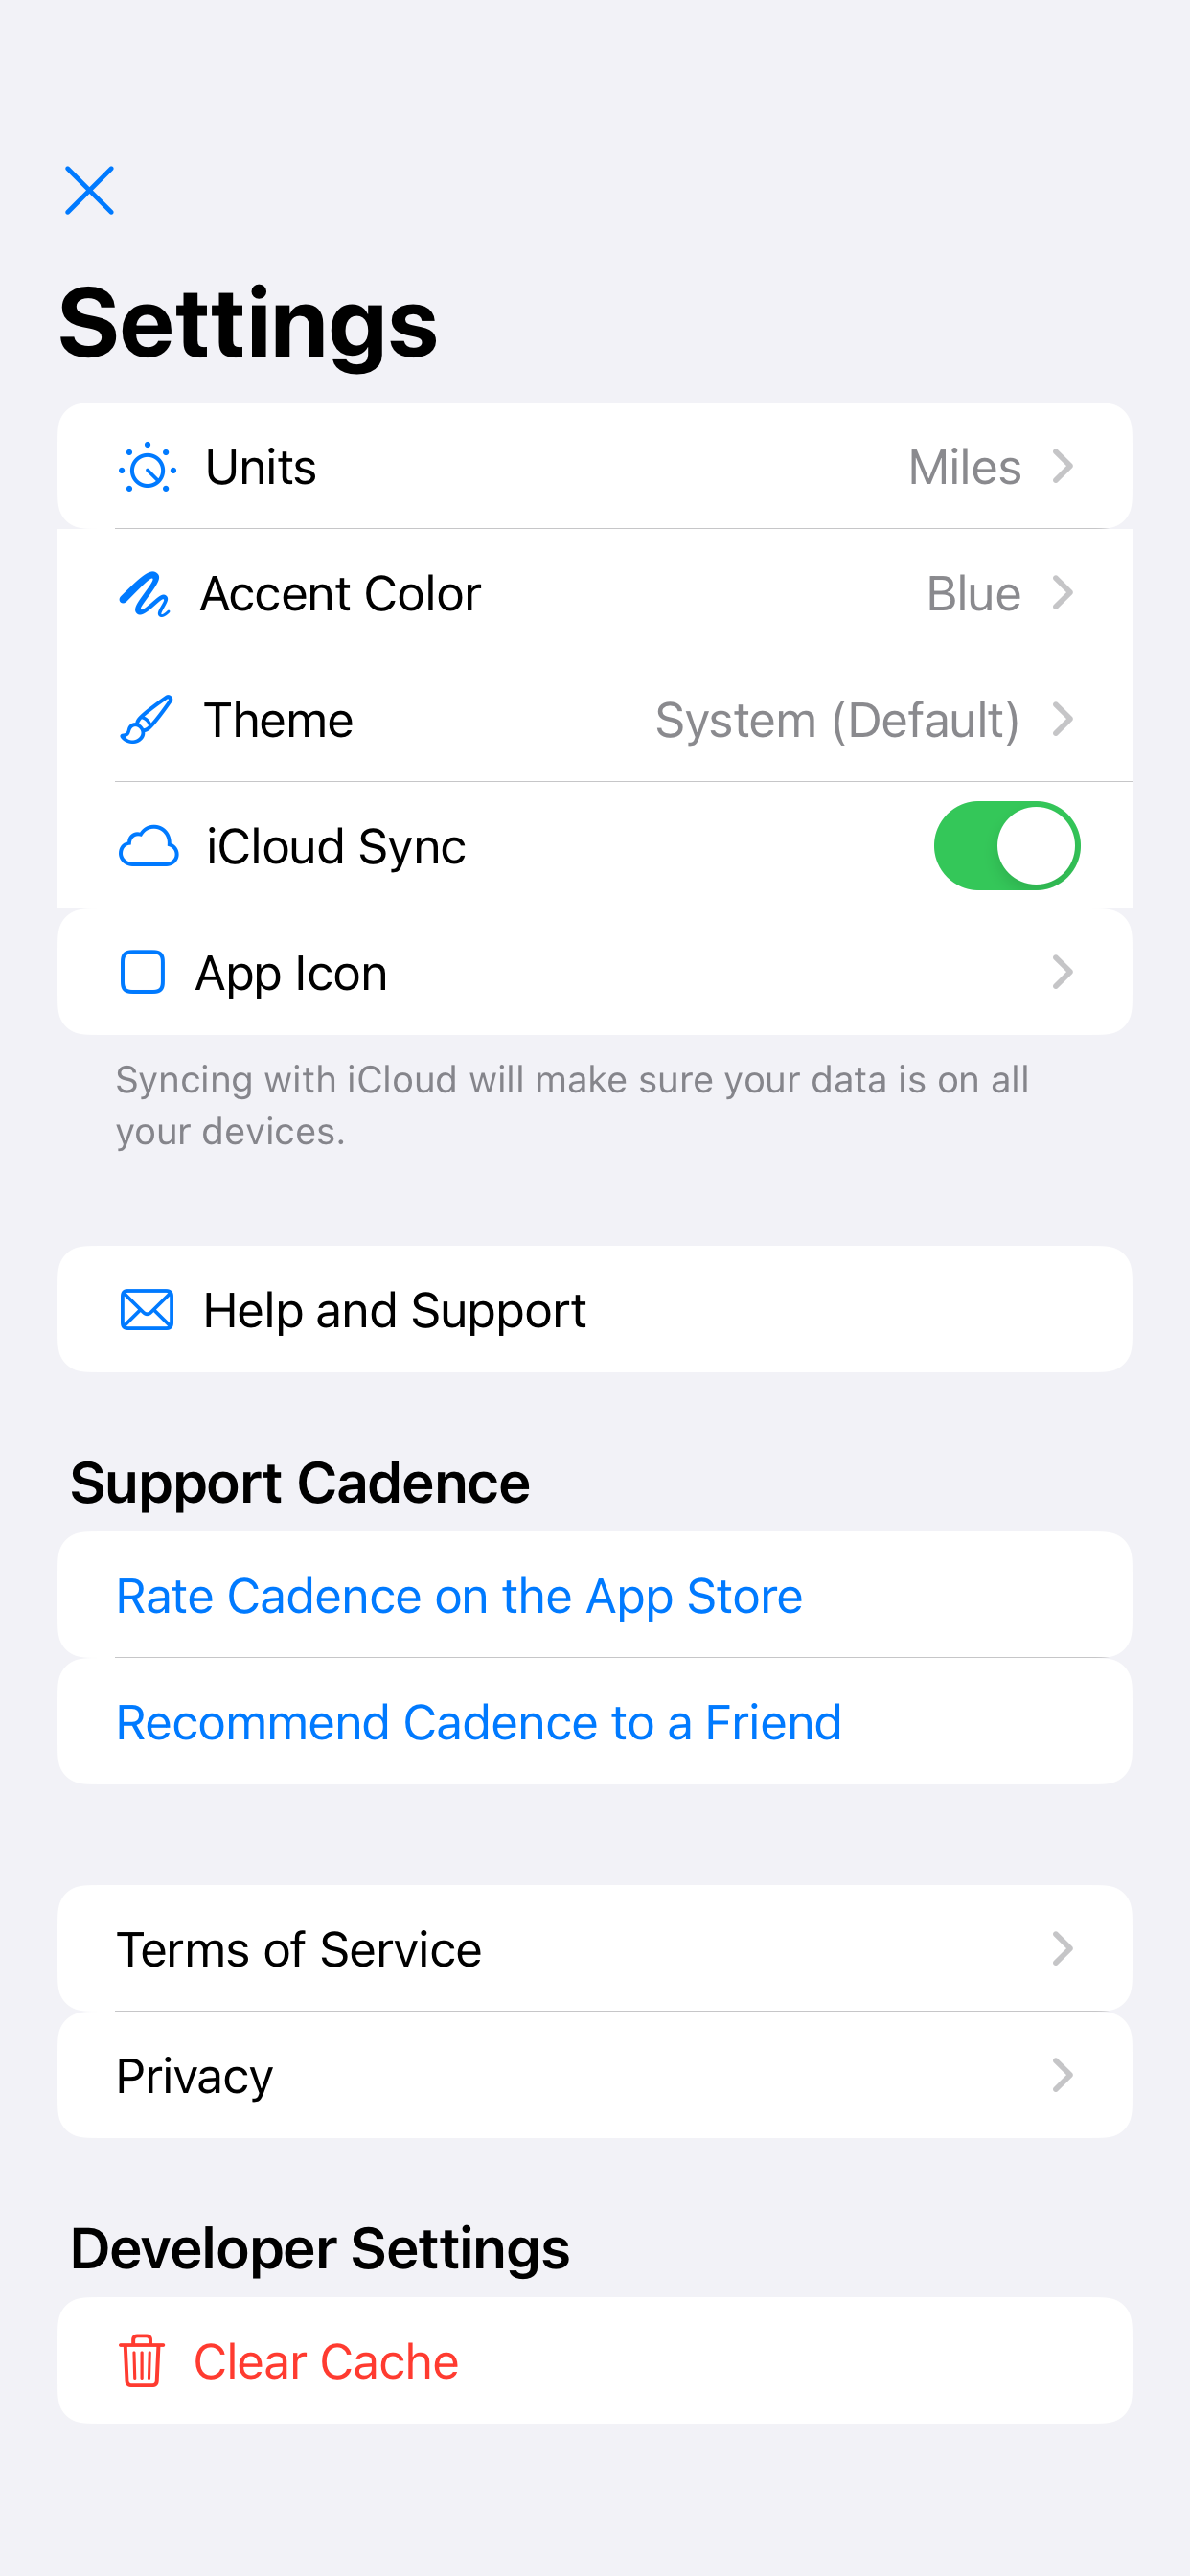 Settings
Units Miles
Accent Color Blue
Theme System (Default)
iCloud Sync
App Icon
Syncing with iCloud will make sure your data is on all
your devices.
Help and Support
Support Cadence
Rate Cadence on the App Store
Recommend Cadence to a Friend
Terms of Service
Privacy
Developer Settings
Clear Cache